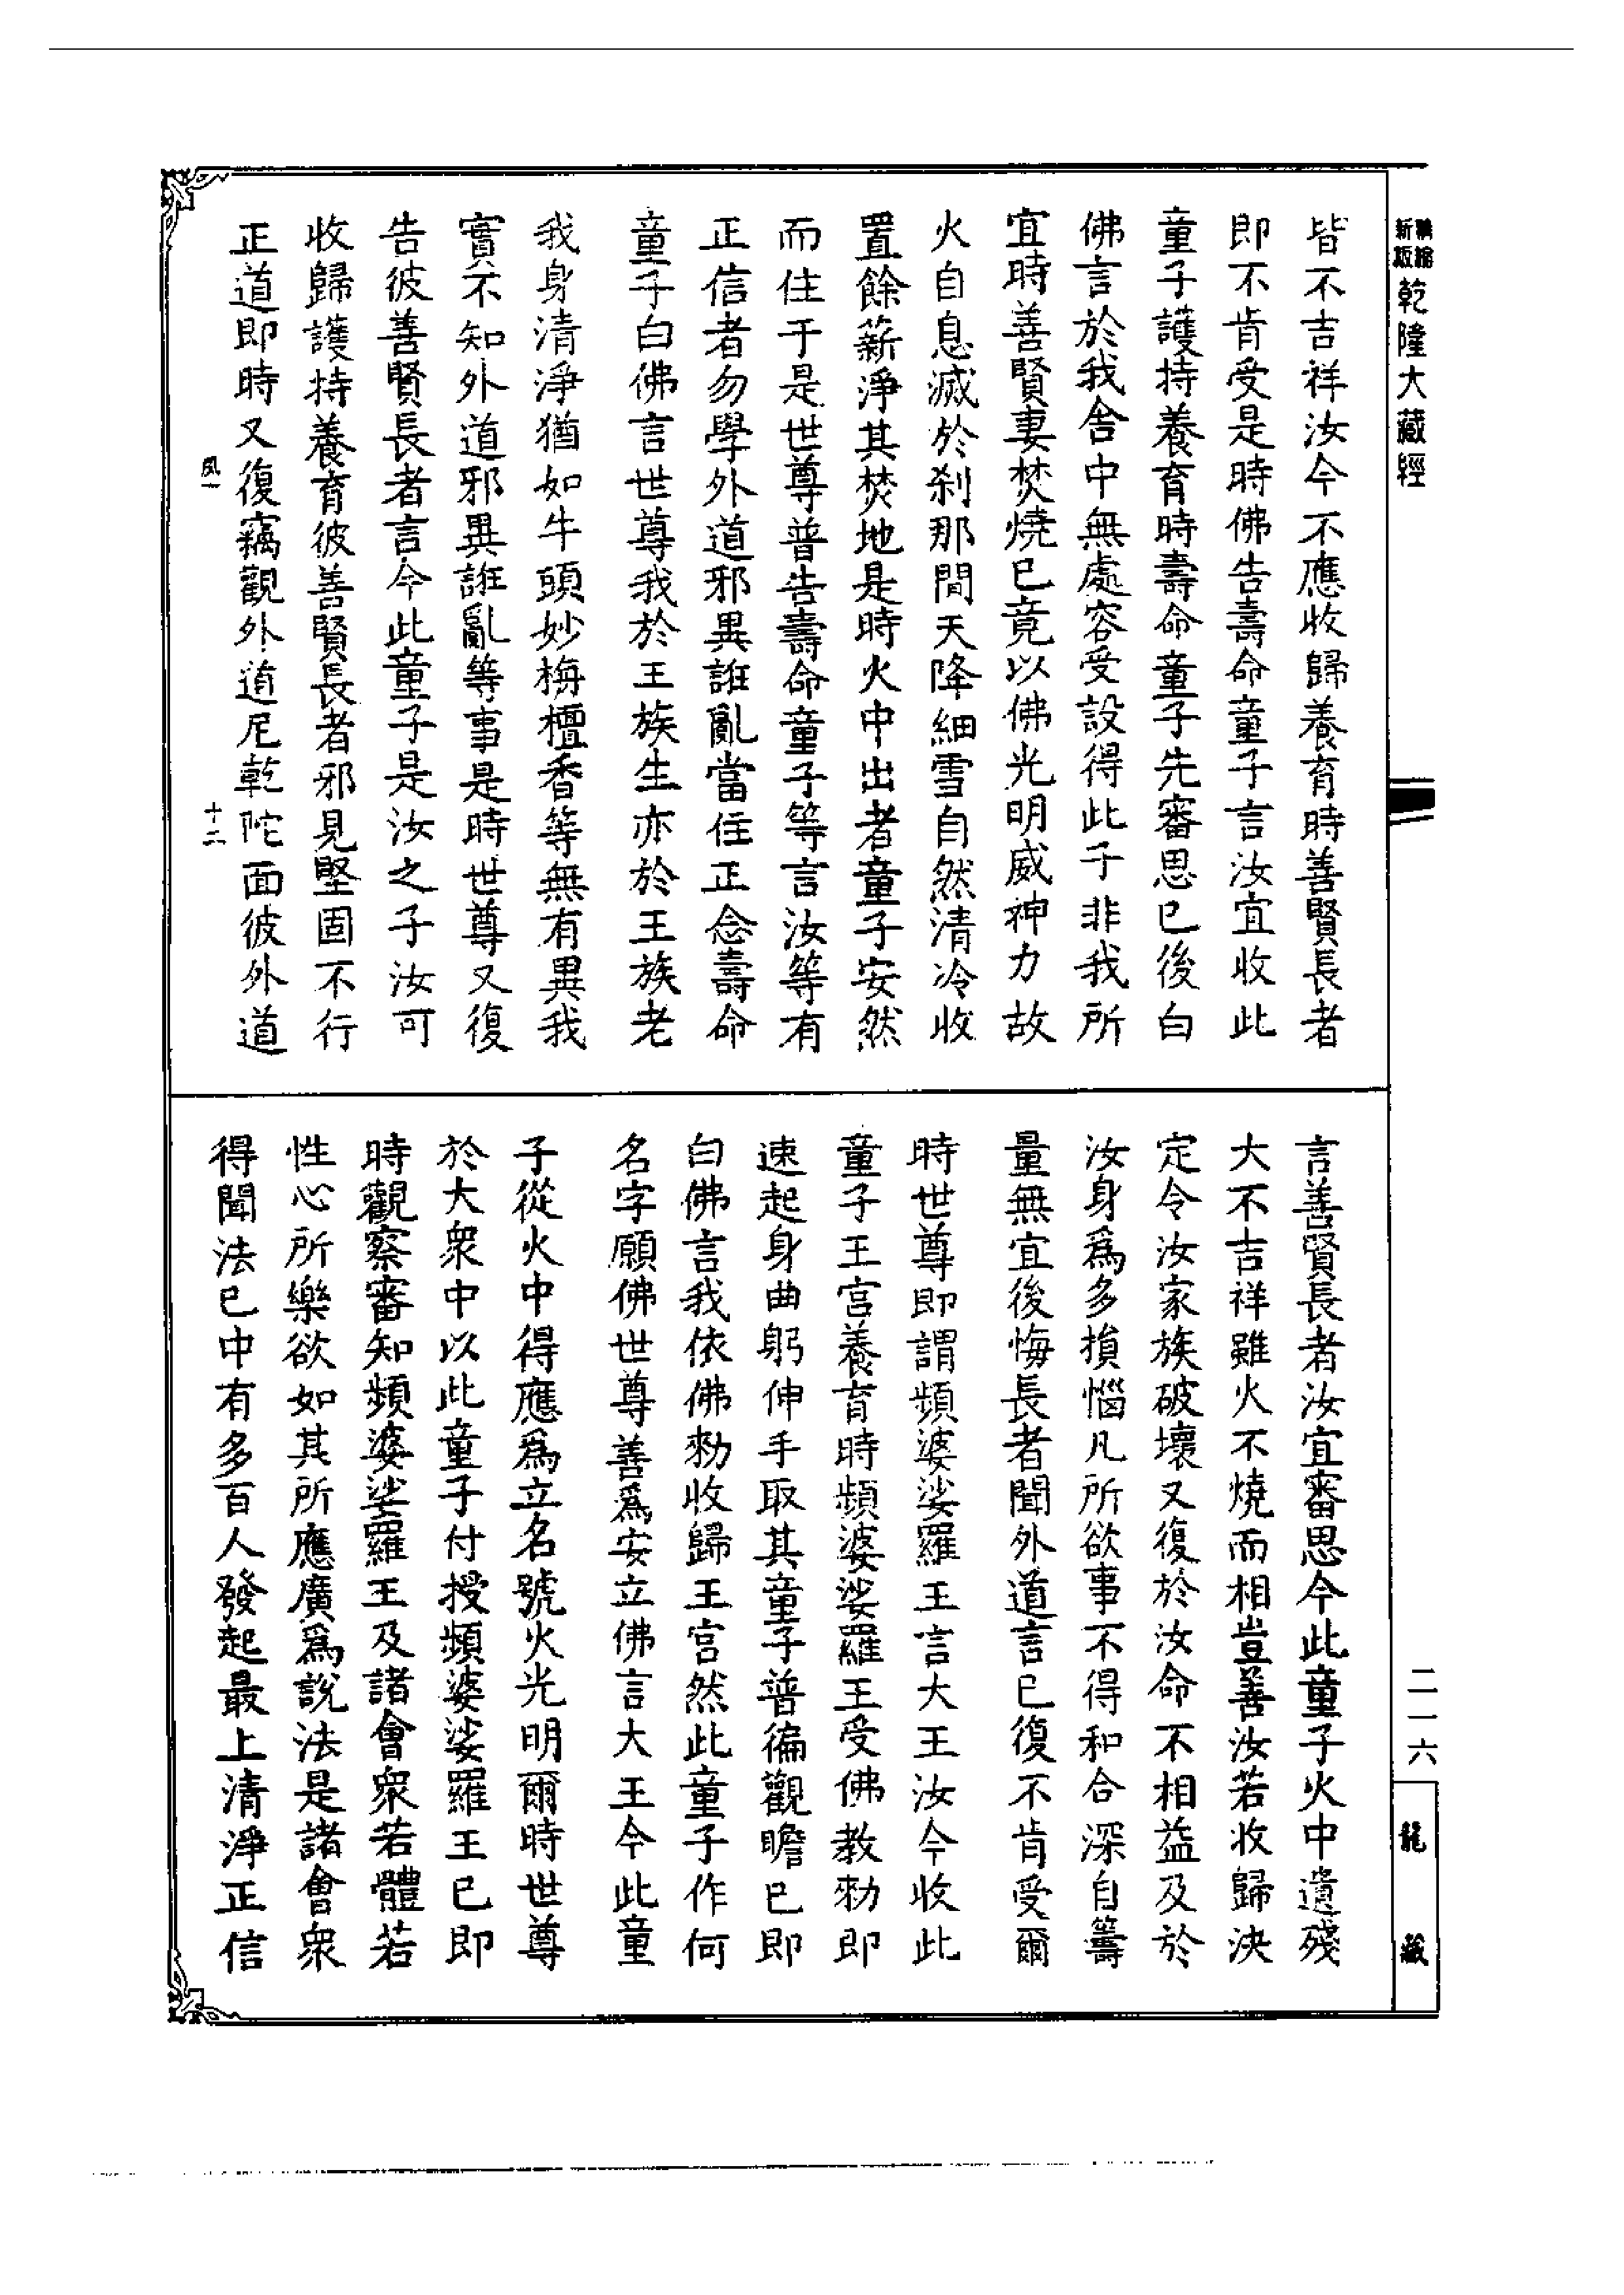 新版
乾隆大藏經
二一六
龍藏
皆不吉祥汝今不應收歸養育時善賢長者
即不肯受是時佛告壽命童子言汝宜收此
童子護持養育時壽命童子先審思已後白
佛言於我舍中無處容受設得此子非我所
宜時善賢妻焚燒已竟以佛光明威神力故
火自息滅於剎那間天降細雪自然清冷收
置餘薪淨其焚地是時火中出者童子安然
而住于是世尊普告壽命童子等言汝等有
正信者勿學外道邪異誑亂當住正念壽命
童子白佛言世尊我於王族生亦於王族老
我身清淨猶如牛頭妙栴檀香等無有異我
實不知外道邪異誑亂等事是時世尊又復
告彼善賢長者言今此童子是汝之子汝可
收歸護持養育彼善賢長者邪見堅固不行
正道即時又復竊觀外道尼乾陀面彼外道
風一
十二
言善賢長者汝宜審思今此童子火中遺殘
大不吉祥雖火不燒而相豈善汝若收歸決
定令汝家族破壞又復於汝命不相益及於
汝身爲多損惱凡所欲事不得和合深自籌
量無宜後悔長者聞外道言已復不肯受爾
時世尊即謂頻婆娑羅王言大王汝今收此
童子王宮養育時頻婆娑羅王受佛教勑即
速起身曲躬伸手取其童子普徧觀瞻已即
白佛言我依佛勑收歸王宮然此童子作何
名字願佛世尊善爲安立佛言大王今此童
子從火中得應爲立名號火光明爾時世尊
於大衆中以此童子付授頻婆娑羅王已即
時觀察審知頻婆娑羅王及諸會衆若體若
性心所樂欲如其所應廣爲說法是諸會衆
得聞法已中有多百人發起最上清淨正信